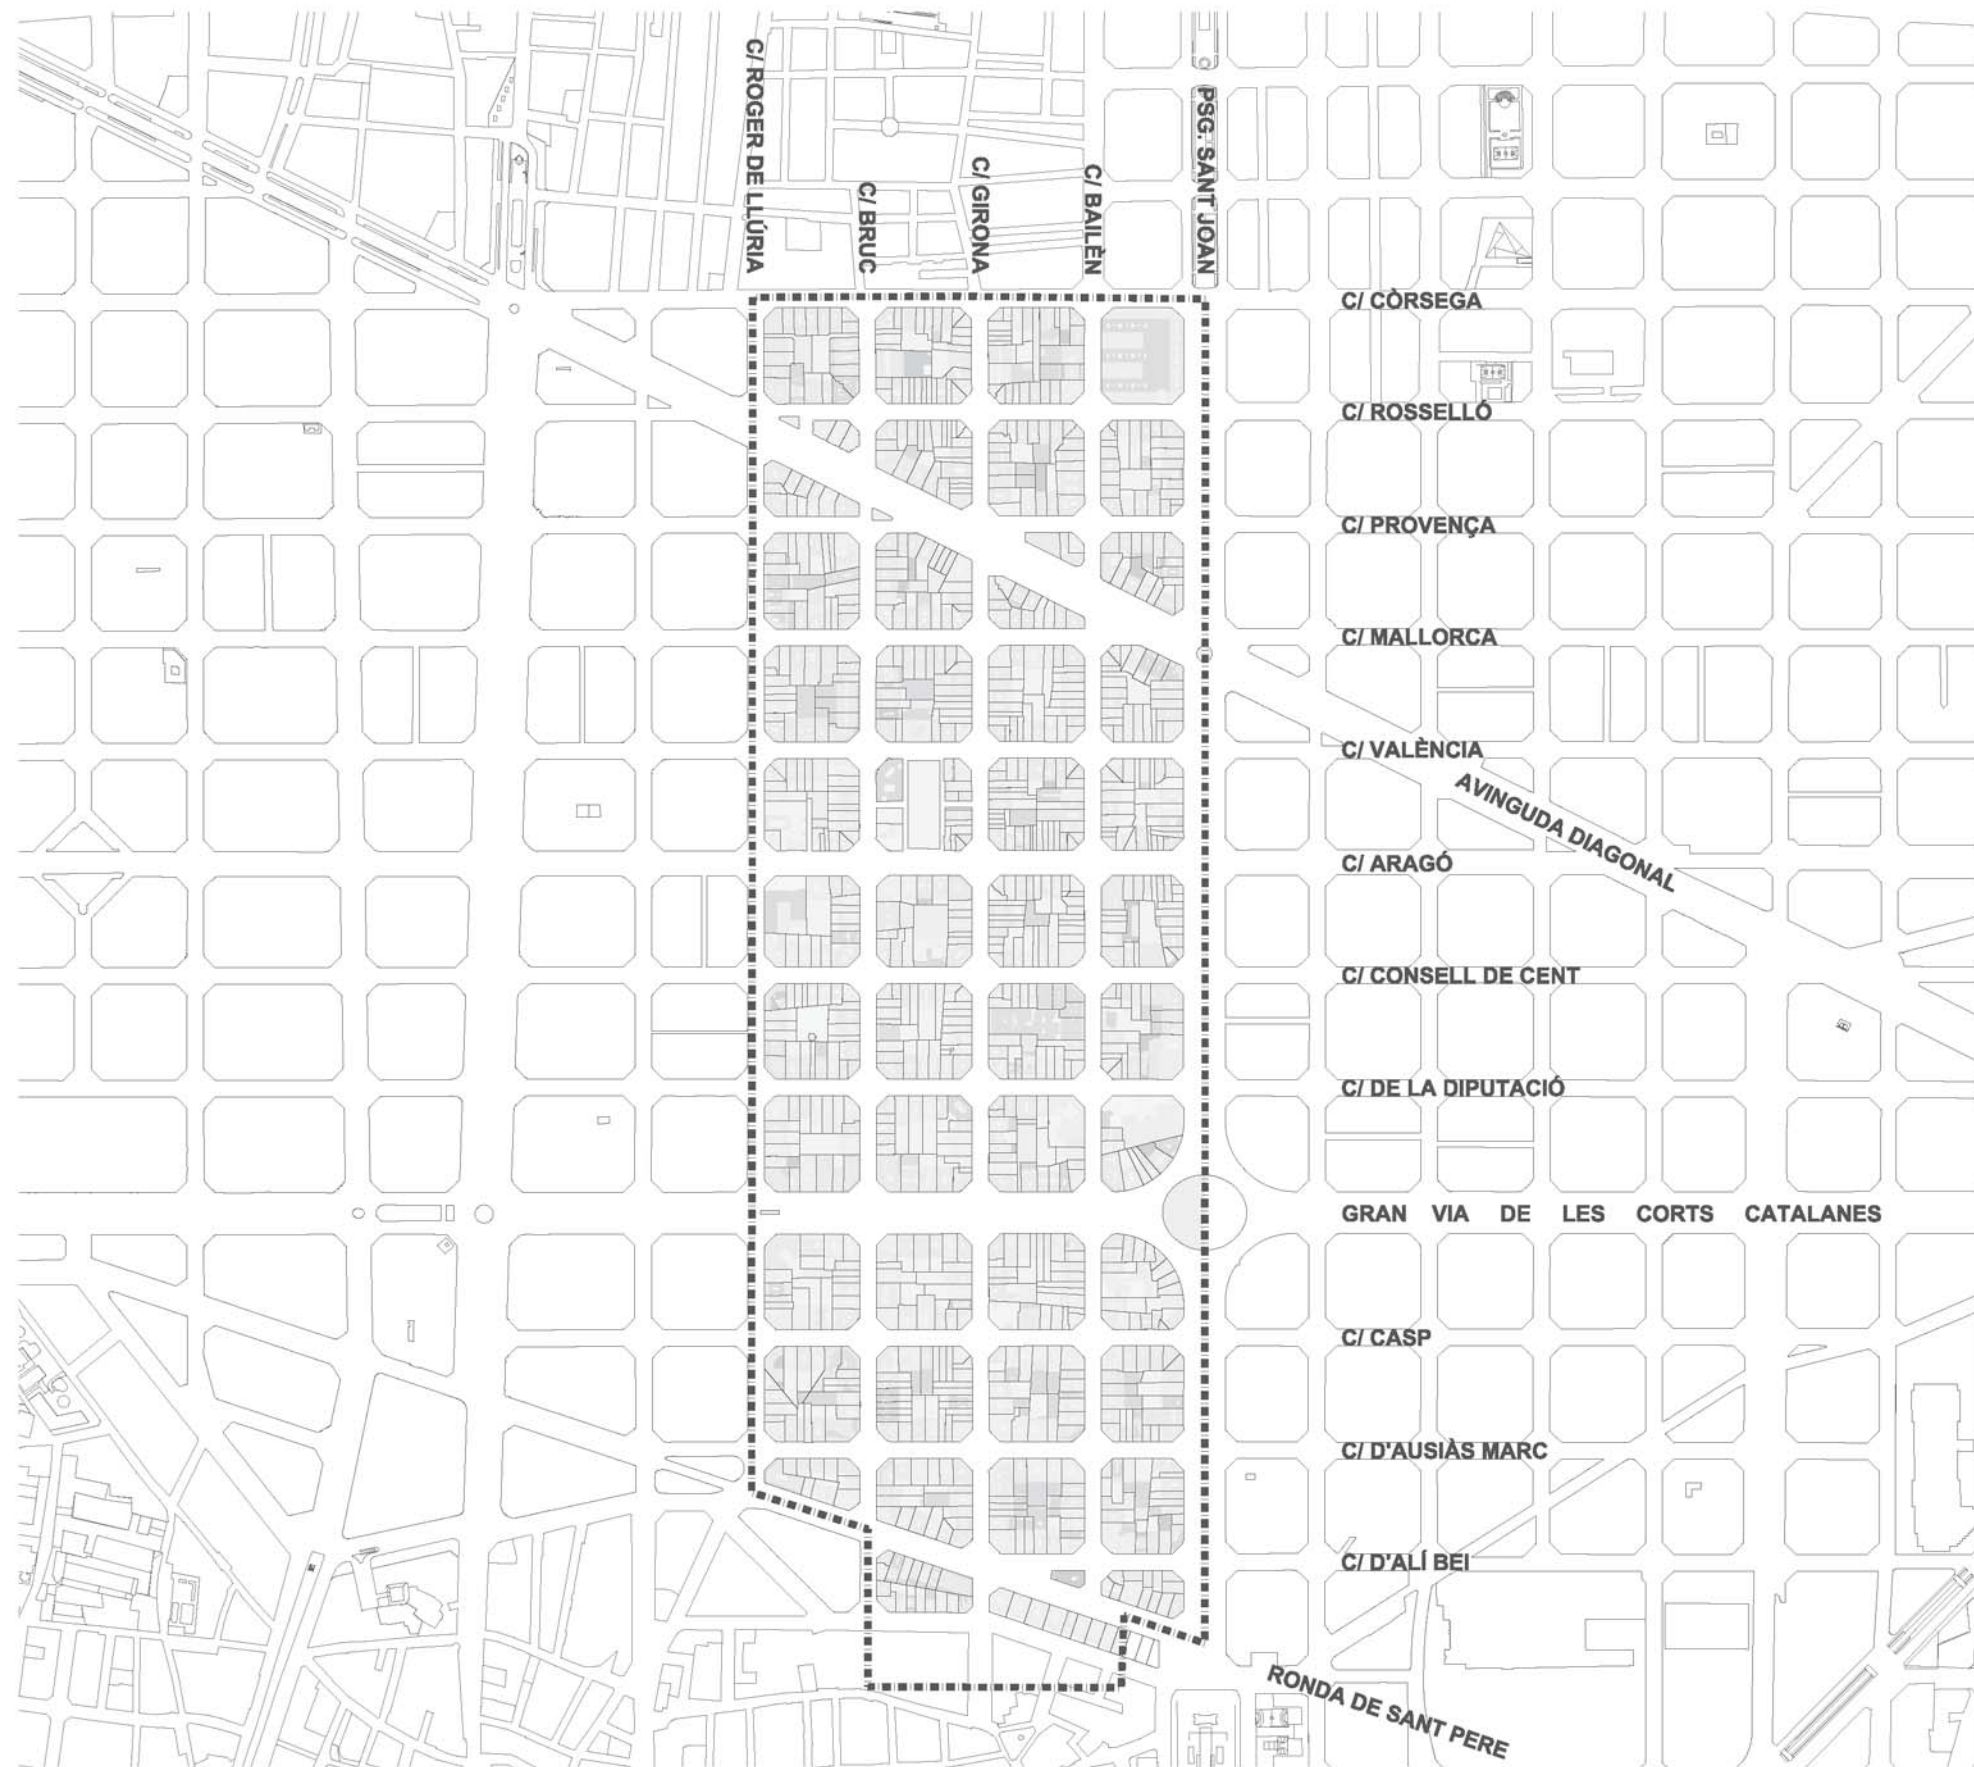 C/ ROGER DE LLÚRIA
C/ BRUC
C/ GIRONA
C/ BAILÈN
PSG. SANT JOAN
C/ CÒRSEGA
C/ ROSSELLÓ
C/ PROVENÇA
C/ MALLORCA
C/ VALÈNCIA
AVINGUDA DIAGONAL
C/ ARAGÓ
C/ CONSELL DE CENT
C/ DE LA DIPUTACIÓ
GRAN VIA DE LES CORTS CATALANES
C/ CASP
C/ D'AUSIÀS MARC
C/ D'ALÍ BEI
RONDA DE SANT PERE